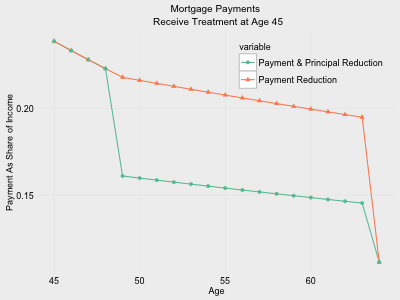 Mortgage Payments
Receive Treatment at Age 45
variable
Payment & Principal Reduction
Payment Reduction
Payment As Share of Income
0.20
0.15
45 50 55 60
Age